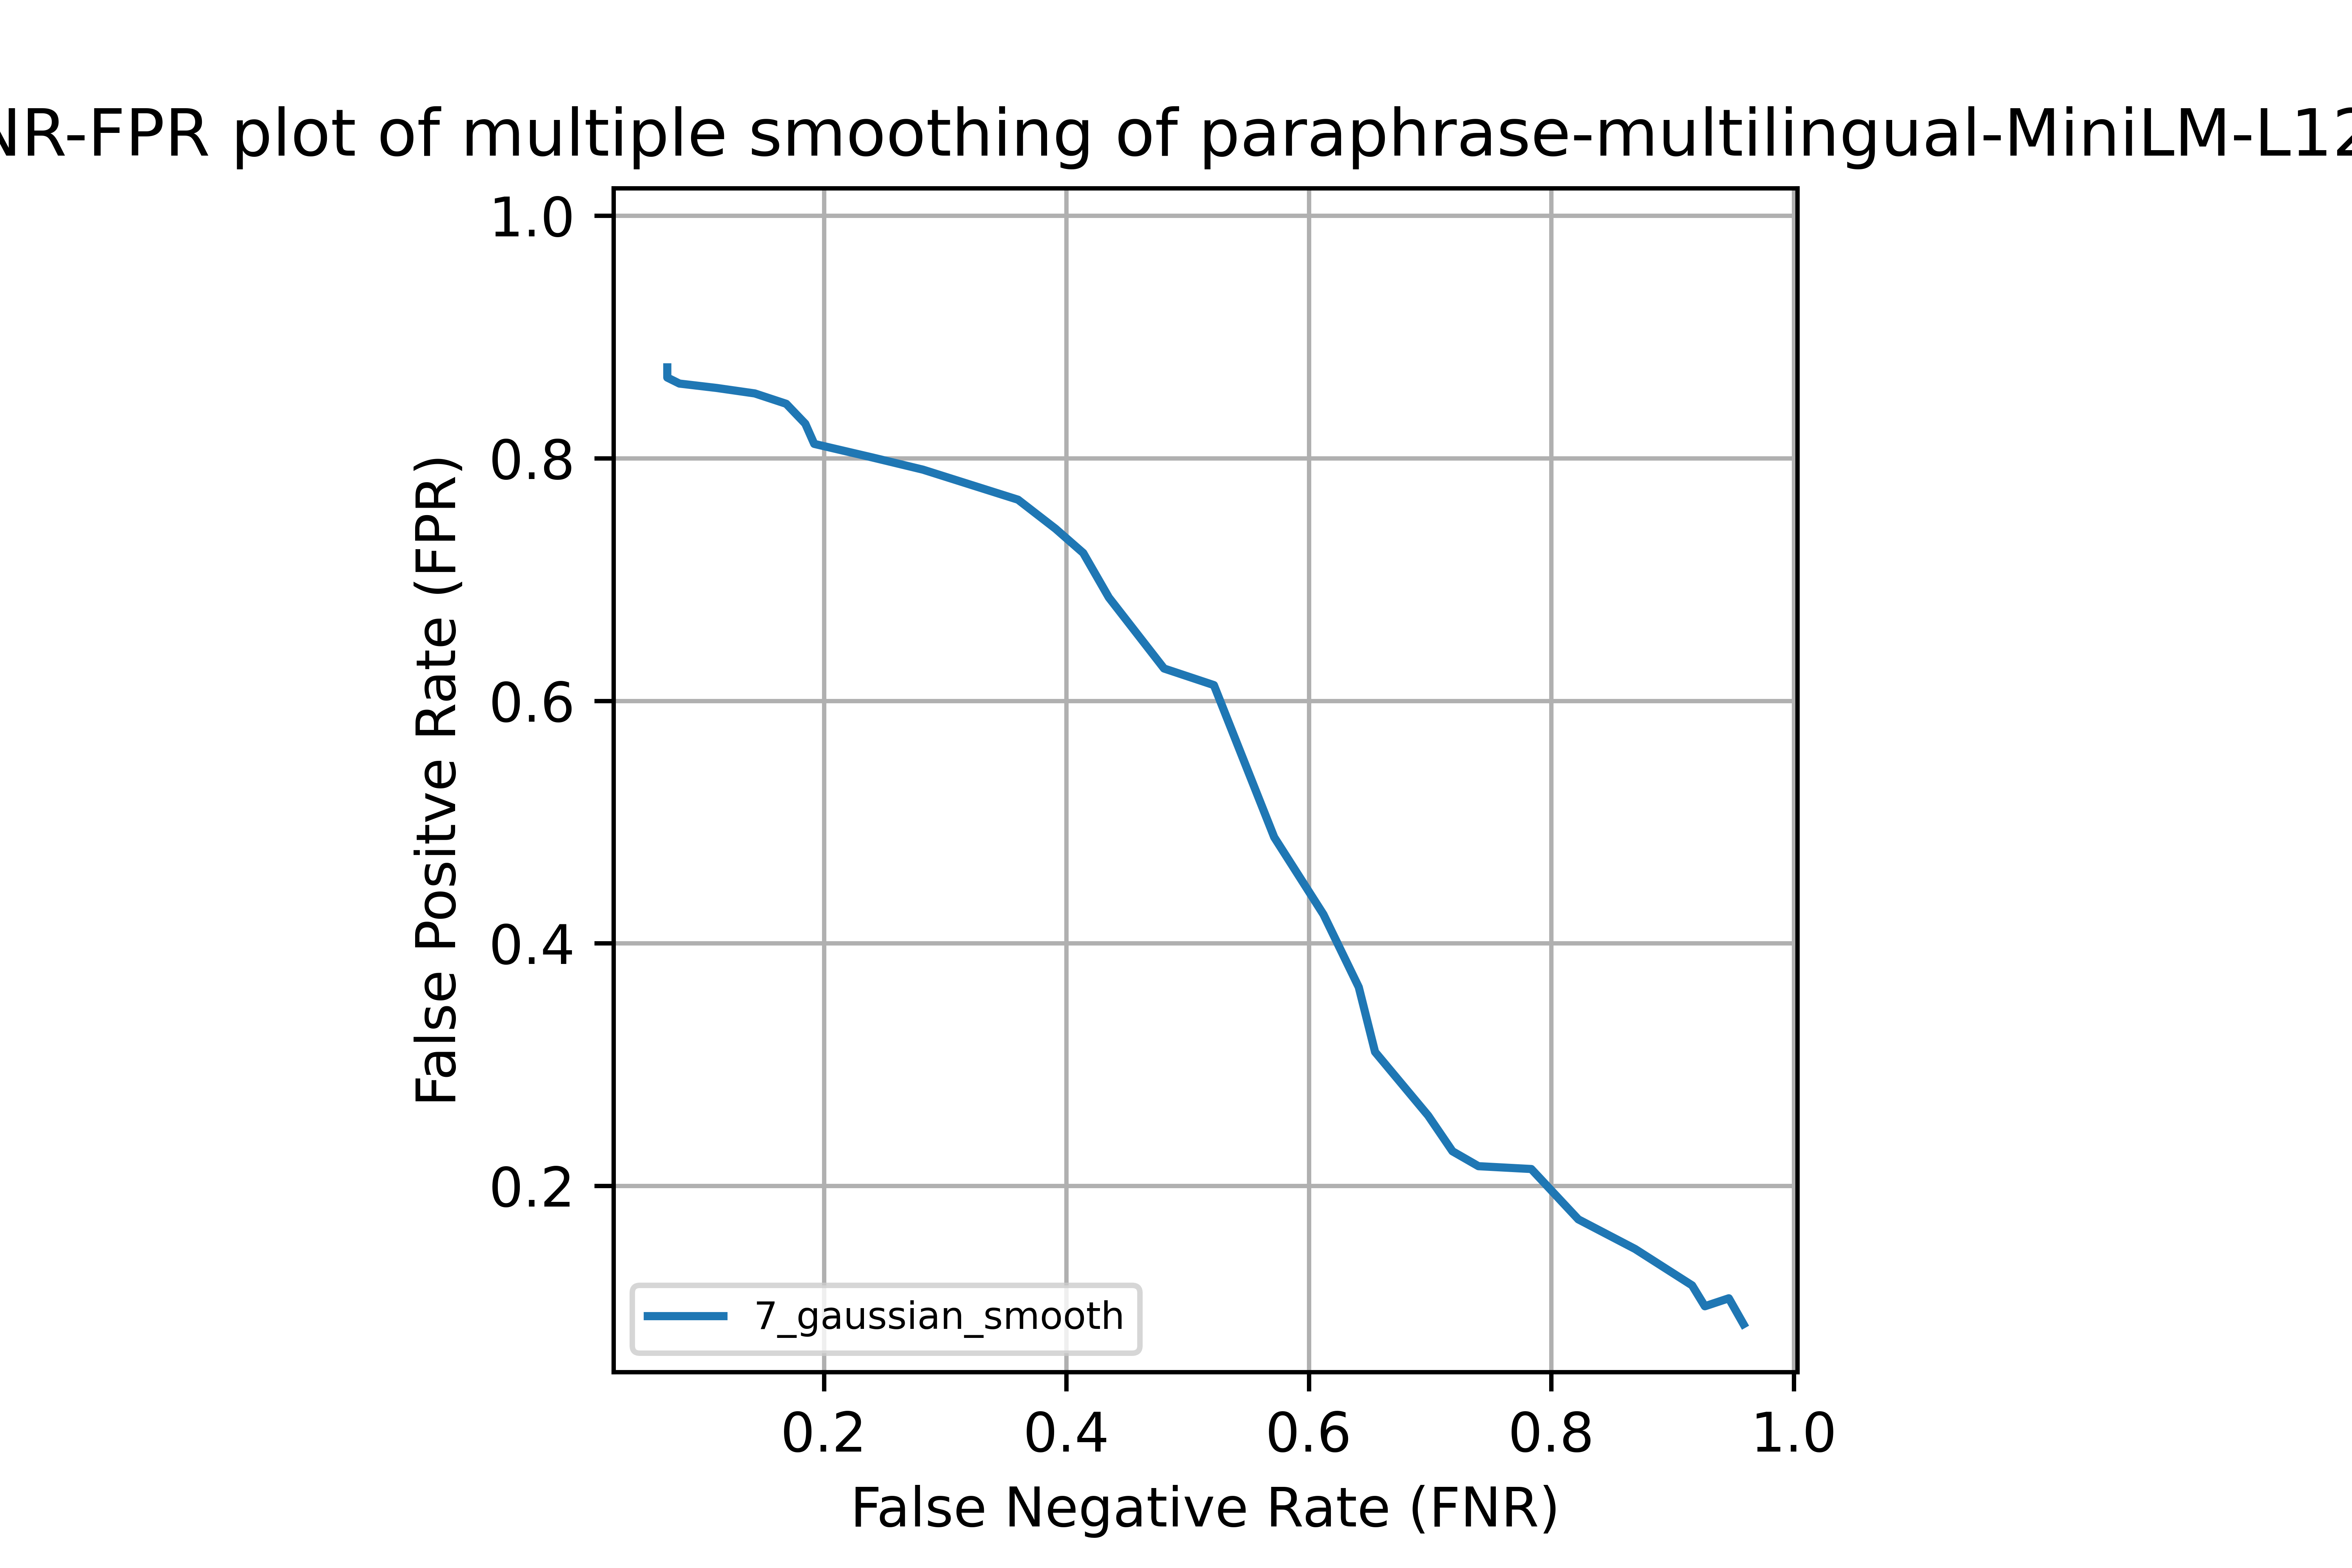 NR-FPR plot of multiple smoothing of paraphrase-multilingual-MiniLM-L12
1.0
0.8
0.6
0.4
0.2
False Positve Rate (FPR)
7_gaussian_smooth
0.2 0.4 0.6 0.8 1.0
False Negative Rate (FNR)